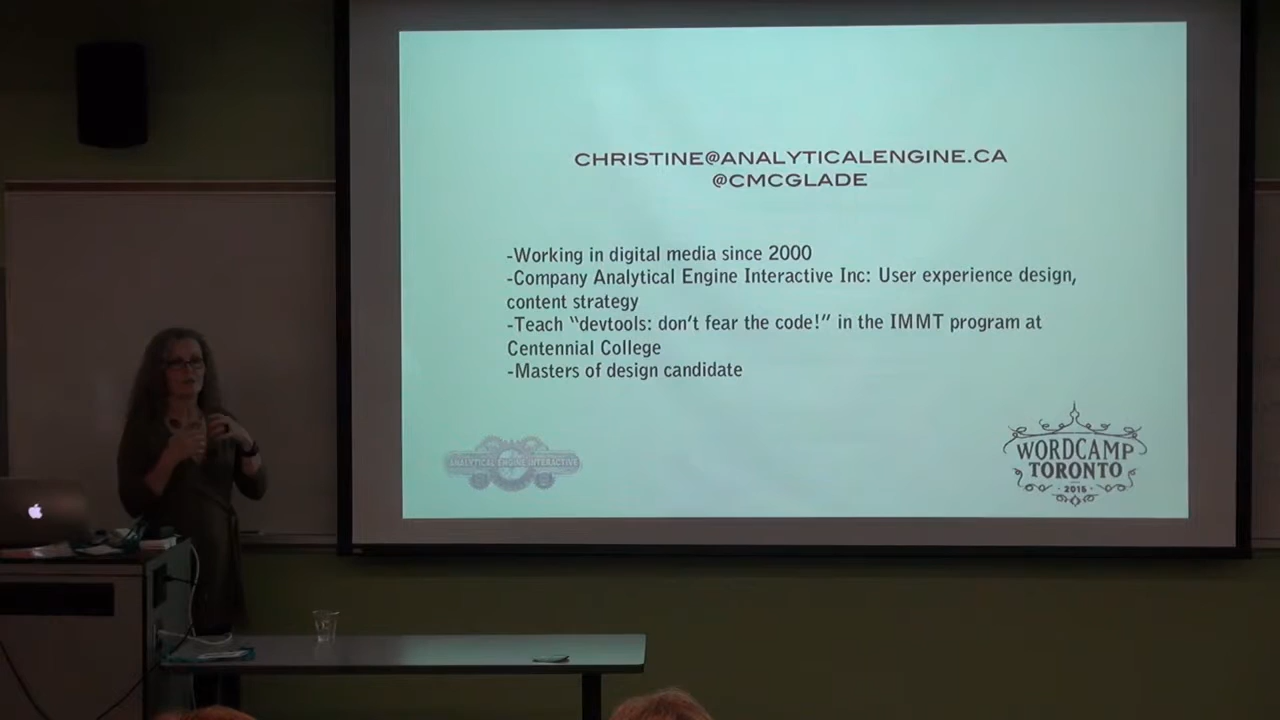 CHRISTINE@ANALYTICALENGINE.CA
@CMCGLADE
-Working in digital media since 2000
-Company Analytical Engine Interactive Inc: User experience design,
content strategy
-Teach “devtools: don't fear the code!” in the IMMT program at
Centennial College
-Masters of design candidate
ANALYTICAL ENGINE INTERACTIVE
WORDCAMP
TORONTO
· 2015 ·